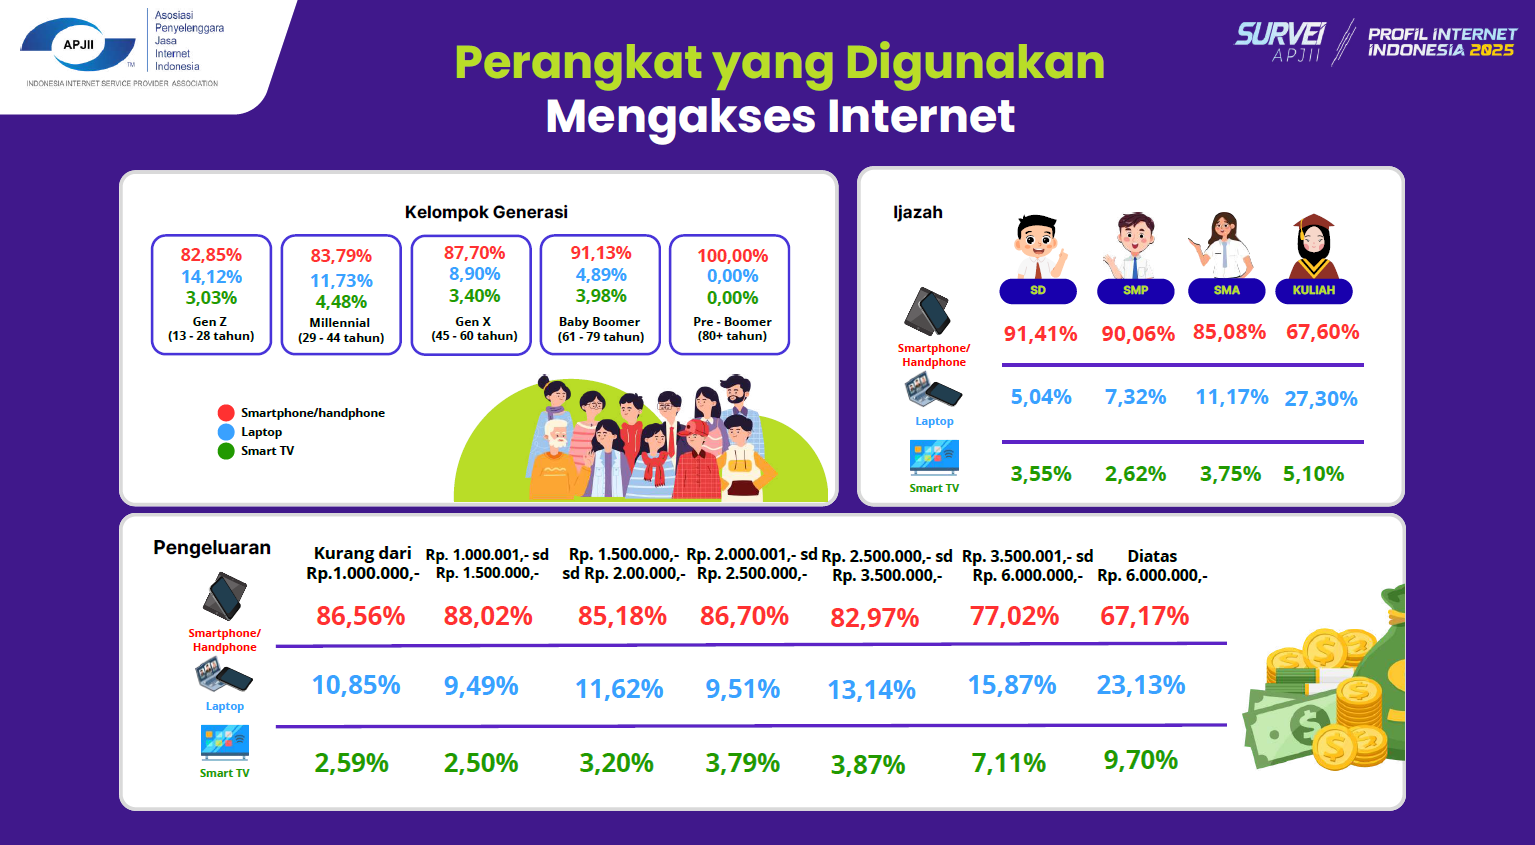 APJII
TM
Asosiasi
Penyelenggara
Jasa
Internet
Indonesia
INDONESIA INTERNET SERVICE PROVIDER ASSOCIATION
SURVEI
APJII
PROFIL INTERNET
INDONESIA 2025
Perangkat yang Digunakan
Mengakses Internet
Kelompok Generasi
82,85%
14,12%
3,03%
Gen Z
(13 - 28 tahun)
83,79%
11,73%
4,48%
Millennial
(29 - 44 tahun)
87,70%
8,90%
3,40%
Gen X
(45 - 60 tahun)
91,13%
4,89%
3,98%
Baby Boomer
(61 - 79 tahun)
100,00%
0,00%
0,00%
Pre - Boomer
(80+ tahun)
Smartphone/handphone
Laptop
Smart TV
Ijazah
SD SMP SMA KULIAH
Smartphone/
Handphone
91,41% 90,06% 85,08% 67,60%
Laptop
5,04% 7,32% 11,17% 27,30%
Smart TV
3,55% 2,62% 3,75% 5,10%
Pengeluaran
Kurang dari
Rp.1.000.000,-
Rp. 1.000.001,- sd
Rp. 1.500.000,-
Rp. 1.500.000,-
sd Rp. 2.00.000,-
Rp. 2.000.001,- sd
Rp. 2.500.000,-
Rp. 2.500.000,- sd
Rp. 3.500.000,-
Rp. 3.500.001,- sd
Rp. 6.000.000,-
Diatas
Rp. 6.000.000,-
Smartphone/
Handphone
86,56% 88,02% 85,18% 86,70% 82,97% 77,02% 67,17%
Laptop
10,85% 9,49% 11,62% 9,51% 13,14% 15,87% 23,13%
Smart TV
2,59% 2,50% 3,20% 3,79% 3,87% 7,11% 9,70%